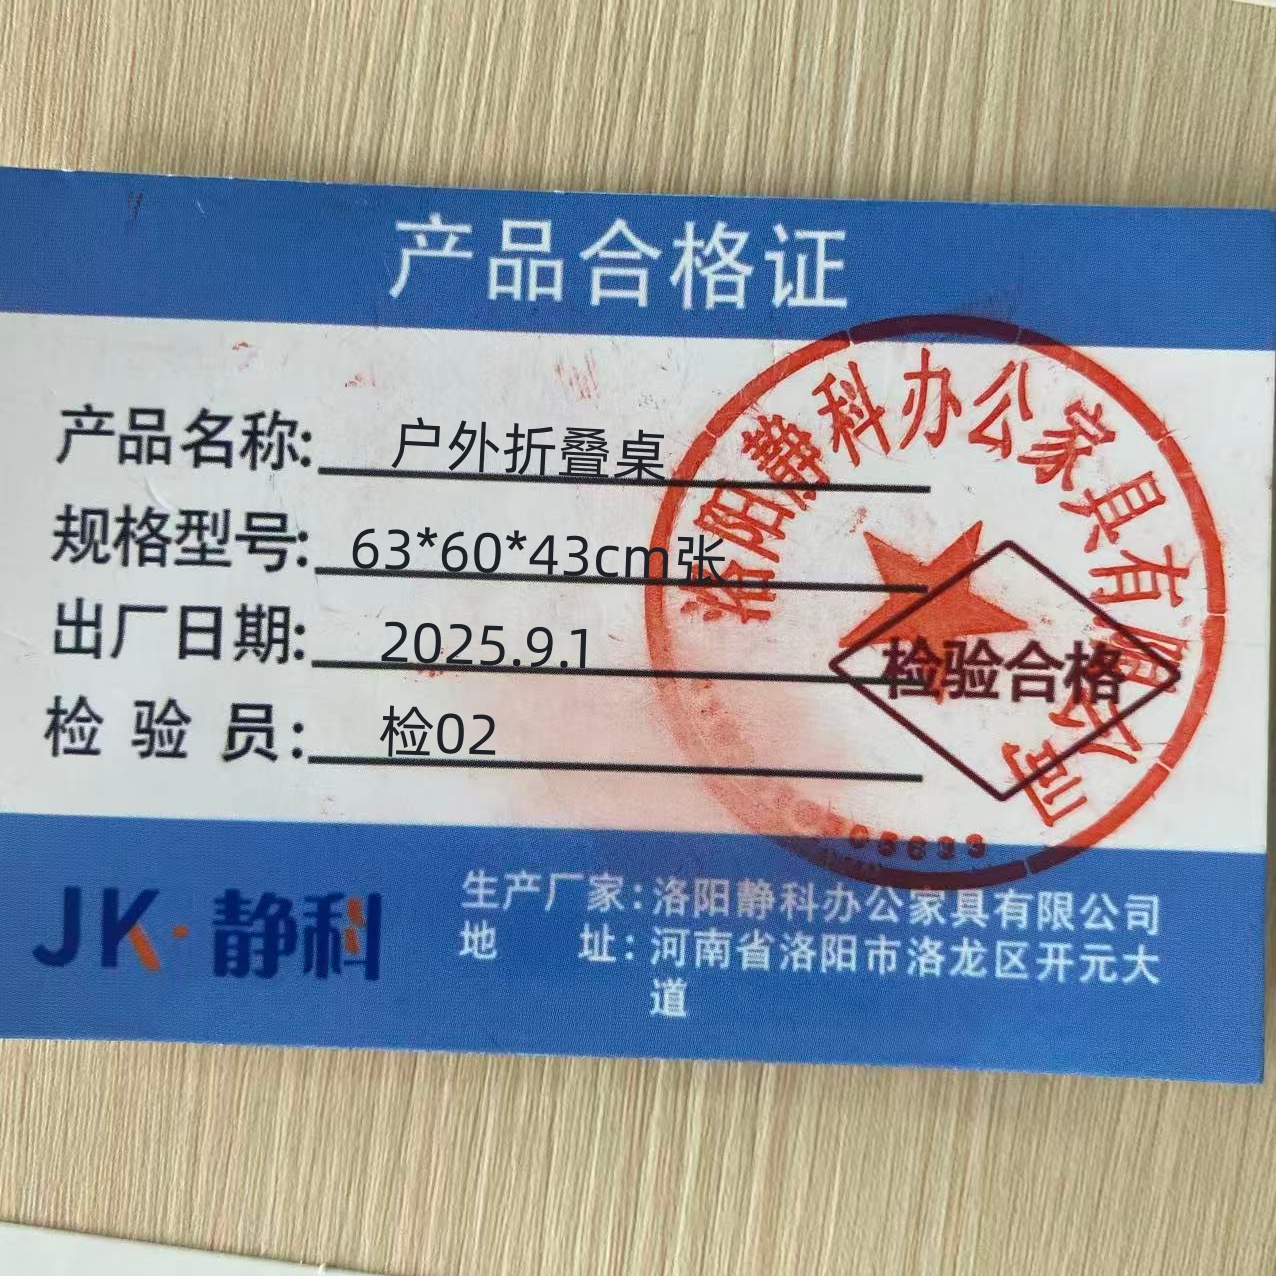 产品合格证
产品名称: 户外折叠桌
规格型号: 63*60*43cm张
出厂日期: 2025.9.1
检验员: 检02
洛阳静科办公家具有限公司
检验合格
JK·静科
生产厂家:洛阳静科办公家具有限公司
地址:河南省洛阳市洛龙区开元大
道